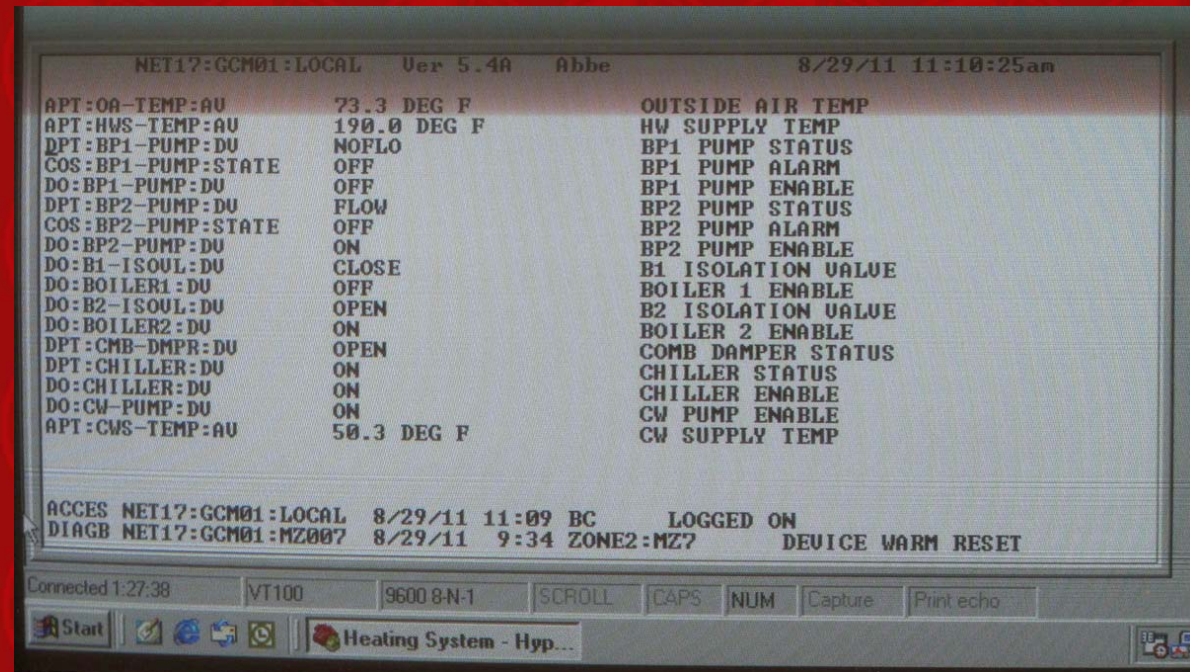 NET17:GCM01:LOCAL Ver 5.4A Abbe 8/29/11 11:10:25am
APT:OA-TEMP:AV 73.3 DEG F OUTSIDE AIR TEMP
APT:HWS-TEMP:AV 190.0 DEG F HW SUPPLY TEMP
DPT:BP1-PUMP:DV NOFLO BP1 PUMP STATUS
COS:BP1-PUMP:STATE OFF BP1 PUMP ALARM
DO:BP1-PUMP:DV OFF BP1 PUMP ENABLE
DPT:BP2-PUMP:DV FLOW BP2 PUMP STATUS
COS:BP2-PUMP:STATE OFF BP2 PUMP ALARM
DO:BP2-PUMP:DV ON BP2 PUMP ENABLE
DO:B1-ISOVL:DV CLOSE B1 ISOLATION VALUE
DO:BOILER1:DV OFF BOILER 1 ENABLE
DO:B2-ISOVL:DV OPEN B2 ISOLATION VALUE
DO:BOILER2:DV ON BOILER 2 ENABLE
DPT:CMB-DMPR:DV OPEN COMB DAMPER STATUS
DPT:CHILLER:DV ON CHILLER STATUS
DO:CHILLER:DV ON CHILLER ENABLE
DO:CW-PUMP:DV ON CW PUMP ENABLE
APT:CWS-TEMP:AV 50.3 DEG F CW SUPPLY TEMP
ACCES NET17:GCM01:LOCAL 8/29/11 11:09 BC LOGGED ON
DIAGB NET17:GCM01:MZ007 8/29/11 9:34 ZONE2:MZ7 DEVICE WARM RESET
Connected 1:27:38 VT100 9600 8-N-1 SCROLL CAPS NUM Capture Print echo
Start Heating System - Hyp...